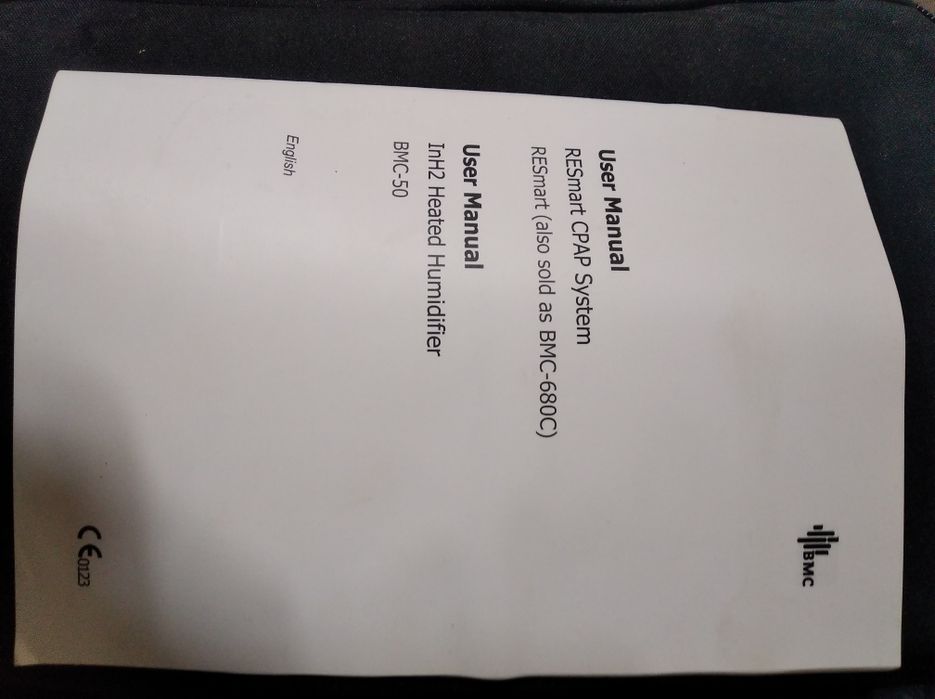 BMC
User Manual
RESmart CPAP System
RESmart (also sold as BMC-680C)
User Manual
InH2 Heated Humidifier
BMC-50
English
CE0123